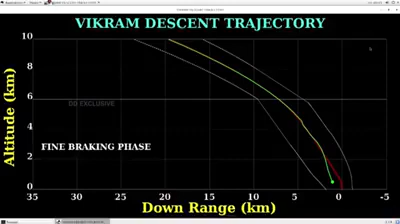 VIKRAM DESCENT TRAJECTORY
10
8
6
4
2
0
Altitude (km)
DD EXCLUSIVE
FINE BRAKING PHASE
35 30 25 20 15 10 5 0 -5
Down Range (km)